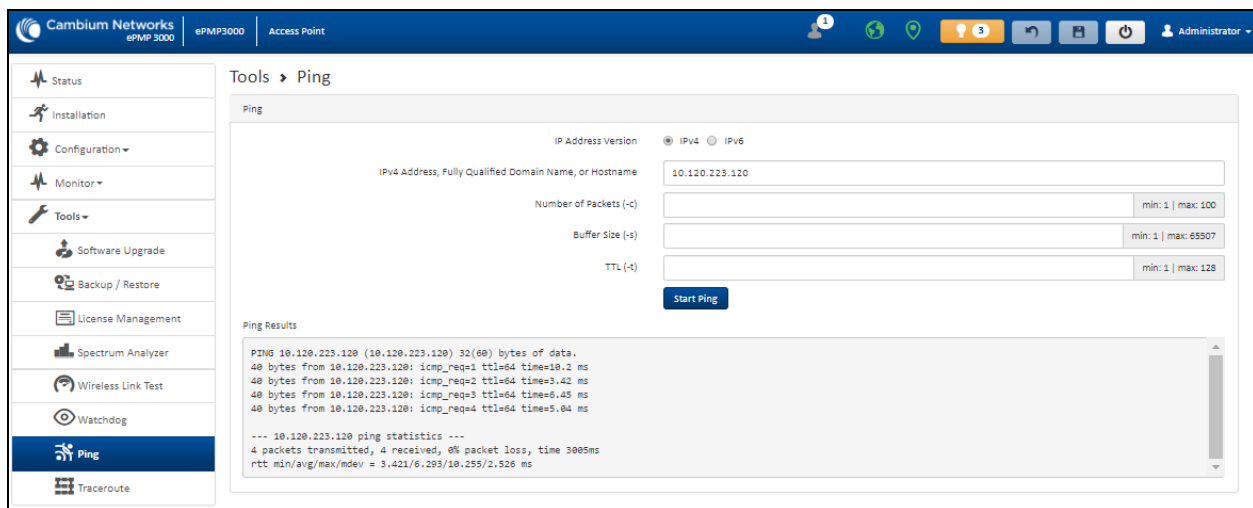 Cambium Networks
ePMP 3000
ePMP3000
Access Point
1
3
Administrator
Status
Installation
Configuration
Monitor
Tools
Software Upgrade
Backup / Restore
License Management
Spectrum Analyzer
Wireless Link Test
Watchdog
Ping
Traceroute
Tools > Ping
Ping
IP Address Version IPv4 IPv6
IPv4 Address, Fully Qualified Domain Name, or Hostname 10.120.223.120
Number of Packets (-c) min: 1 | max: 100
Buffer Size (-s) min: 1 | max: 65507
TTL (-t) min: 1 | max: 128
Start Ping
Ping Results
PING 10.120.223.120 (10.120.223.120) 32(60) bytes of data.
40 bytes from 10.120.223.120: icmp_req=1 ttl=64 time=10.2 ms
40 bytes from 10.120.223.120: icmp_req=2 ttl=64 time=3.42 ms
40 bytes from 10.120.223.120: icmp_req=3 ttl=64 time=6.45 ms
40 bytes from 10.120.223.120: icmp_req=4 ttl=64 time=5.04 ms
--- 10.120.223.120 ping statistics ---
4 packets transmitted, 4 received, 0% packet loss, time 3005ms
rtt min/avg/max/mdev = 3.421/6.293/10.255/2.526 ms